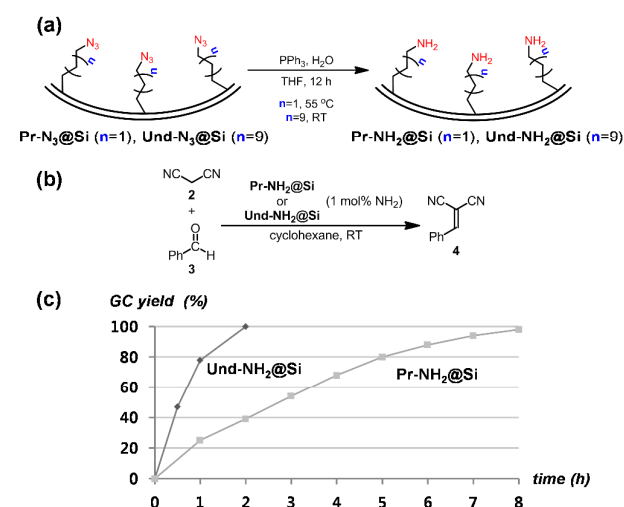 (a)
N₃ N₃ N₃
n n n
PPh₃, H₂O
THF, 12 h
n=1, 55 °C
n=9, RT
NH₂ NH₂ NH₂
n n n
Pr-N₃@Si (n=1), Und-N₃@Si (n=9)
Pr-NH₂@Si (n=1), Und-NH₂@Si (n=9)
(b)
NC CN
2
+
O
Ph H
3
Pr-NH₂@Si
or (1 mol% NH₂)
Und-NH₂@Si
cyclohexane, RT
CN CN
Ph
4
(c)
GC yield (%)
100
80
60
40
20
0
Und-NH₂@Si
Pr-NH₂@Si
time (h)
0 1 2 3 4 5 6 7 8